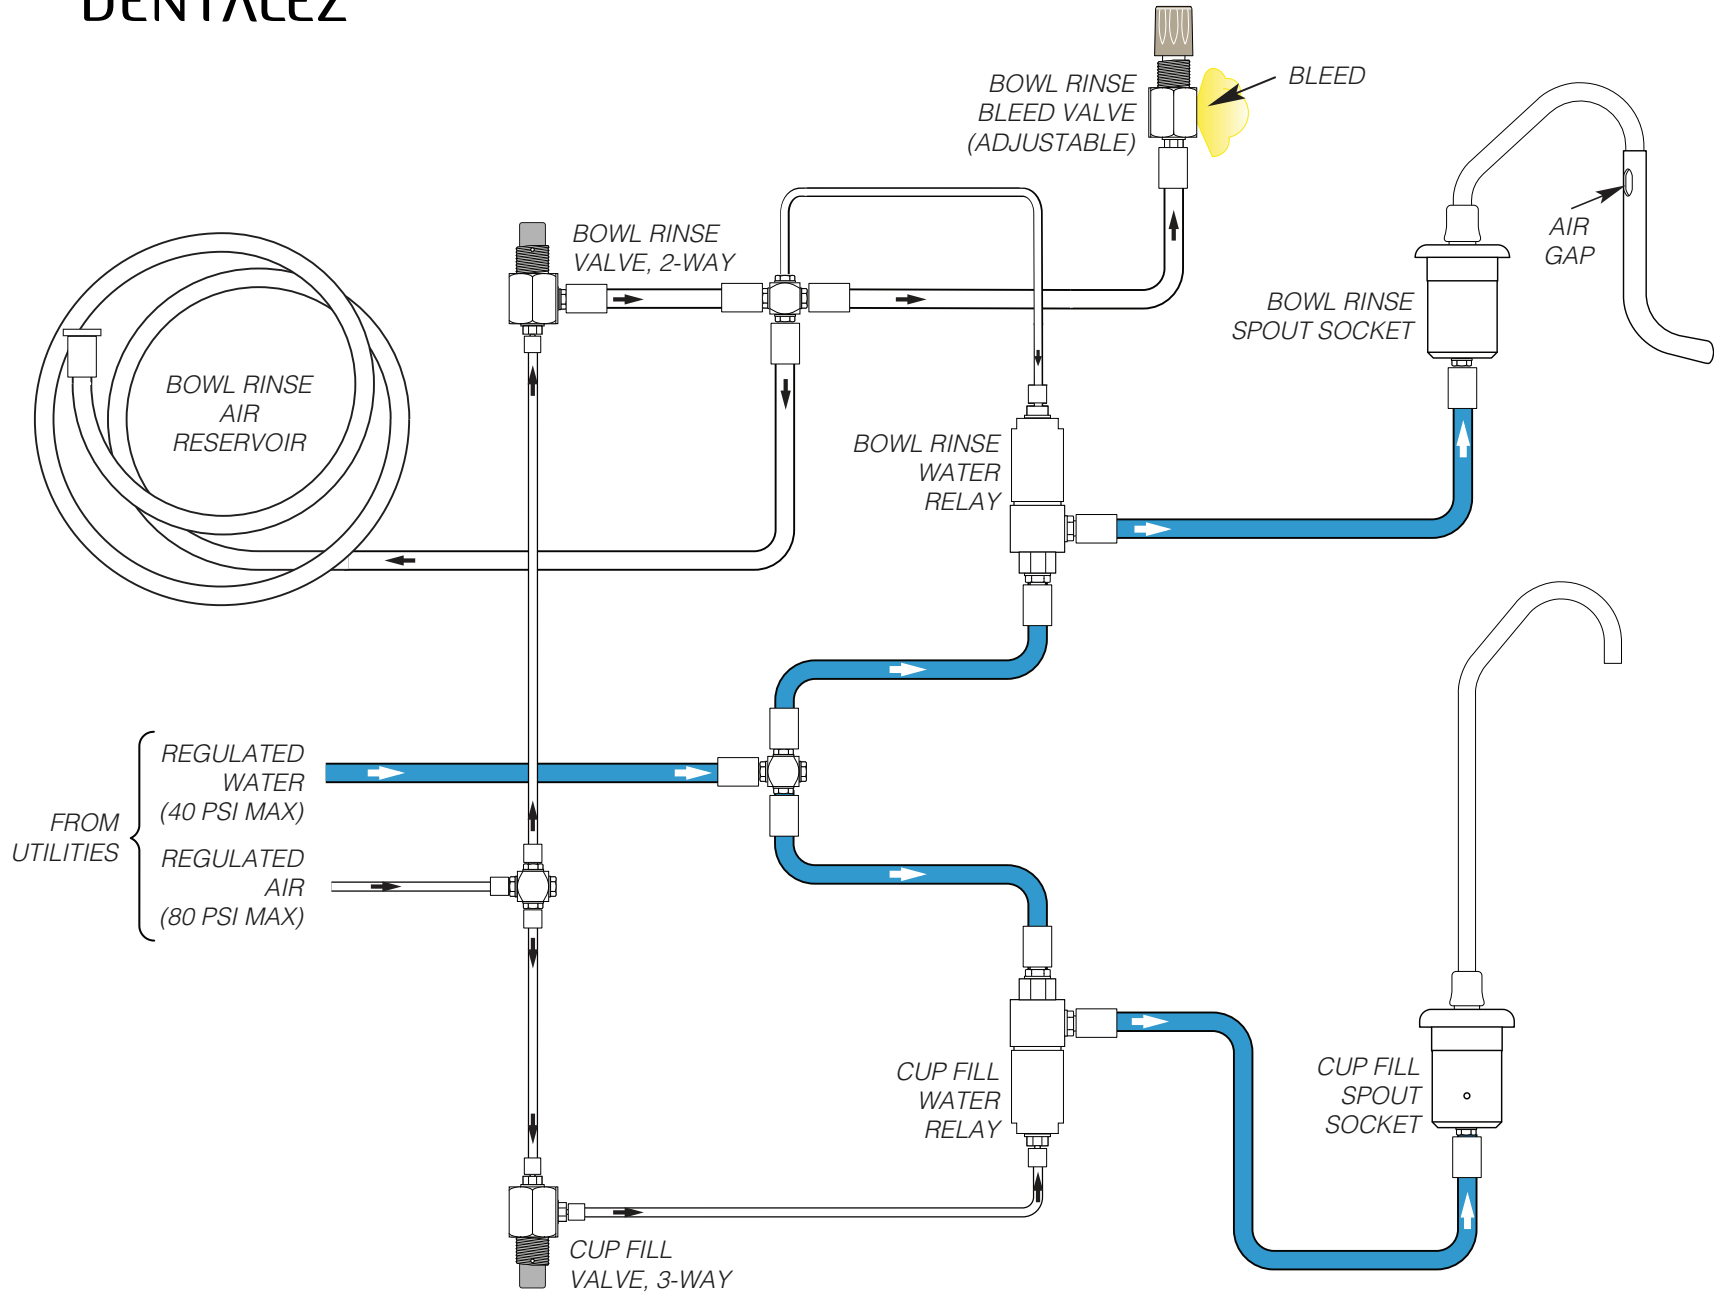 DENTALEZ
BOWL RINSE
BLEED VALVE
(ADJUSTABLE)
BLEED
BOWL RINSE
VALVE, 2-WAY
AIR
GAP
BOWL RINSE
SPOUT SOCKET
BOWL RINSE
AIR
RESERVOIR
BOWL RINSE
WATER
RELAY
FROM
UTILITIES
REGULATED
WATER
(40 PSI MAX)
REGULATED
AIR
(80 PSI MAX)
CUP FILL
WATER
RELAY
CUP FILL
SPOUT
SOCKET
CUP FILL
VALVE, 3-WAY